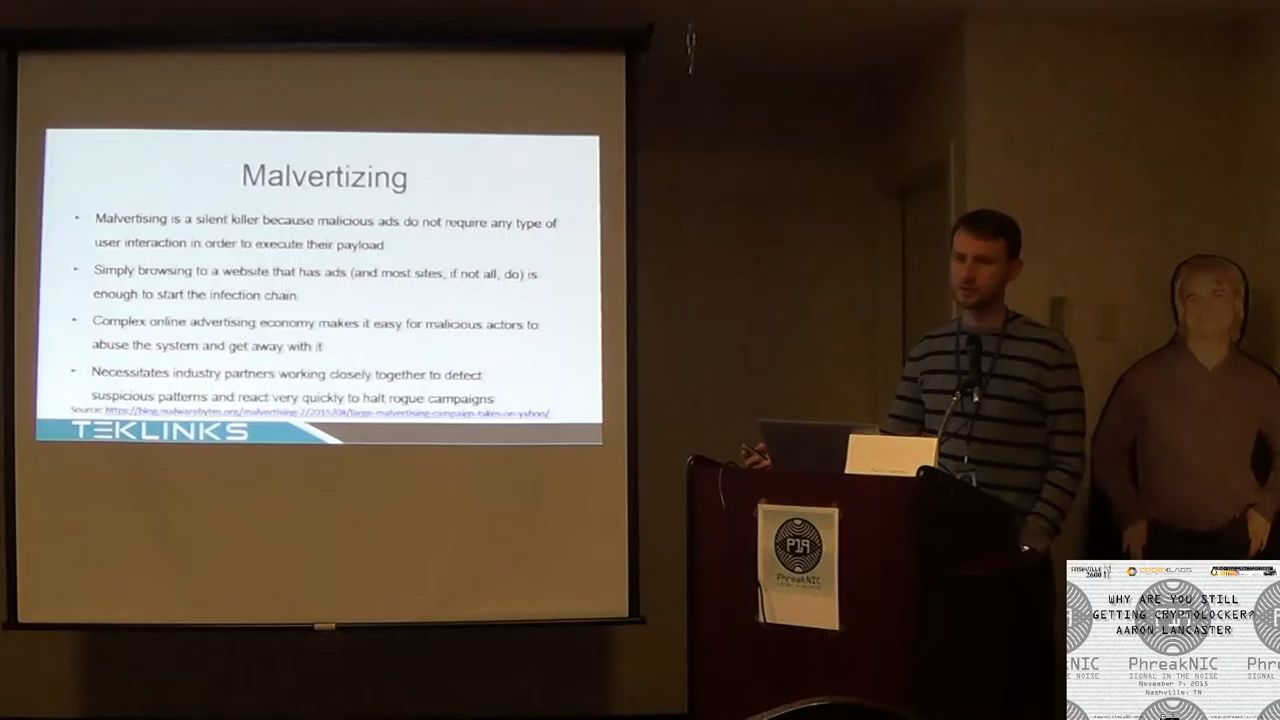 Malvertizing
• Malvertising is a silent killer because malicious ads do not require any type of
user interaction in order to execute their payload
• Simply browsing to a website that has ads (and most sites, if not all, do) is
enough to start the infection chain
• Complex online advertising economy makes it easy for malicious actors to
abuse the system and get away with it
• Necessitates industry partners working closely together to detect
suspicious patterns and react very quickly to halt rogue campaigns
Source: https://blog.malwarebytes.org/malvertising-2/2015/08/large-malvertising-campaign-takes-on-yahoo/
TEKLINKS
P19
PhreakNIC
NASHVILLE
2600
CODEXLABS
WHY ARE YOU STILL
GETTING CRYPTOLOCKER?
AARON LANCASTER
PhreakNIC
SIGNAL IN THE NOISE
November 7, 2015
Nashville, TN